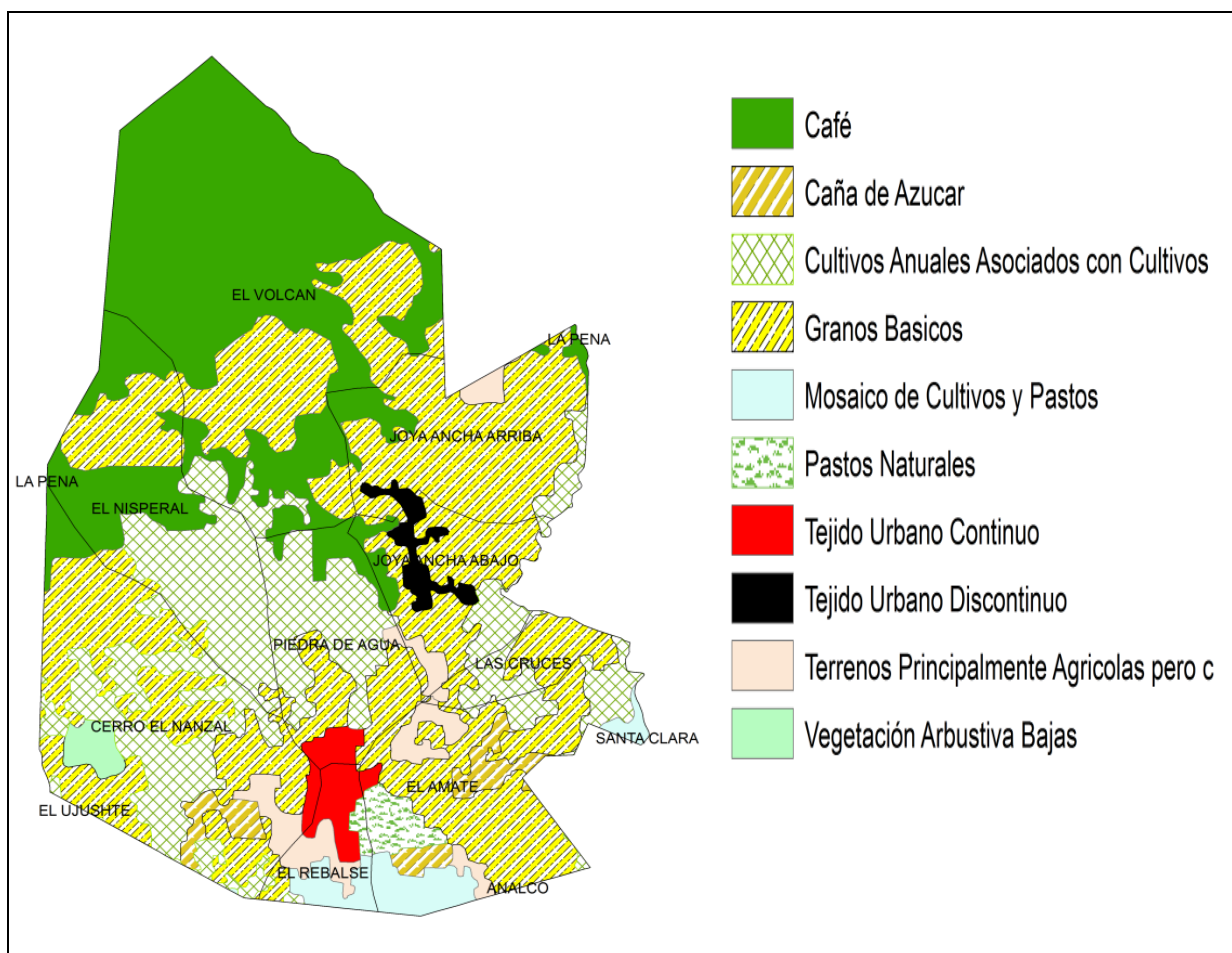 EL VOLCAN
LA PENA
JOYA ANCHA ARRIBA
LA PENA
EL NISPERAL
JOYA ANCHA ABAJO
PIEDRA DE AGUA
LAS CRUCES
CERRO EL NANZAL
SANTA CLARA
EL AMATE
EL UJUSHTE
EL REBALSE
ANALCO
Café
Caña de Azucar
Cultivos Anuales Asociados con Cultivos
Granos Basicos
Mosaico de Cultivos y Pastos
Pastos Naturales
Tejido Urbano Continuo
Tejido Urbano Discontinuo
Terrenos Principalmente Agricolas pero c
Vegetación Arbustiva Bajas